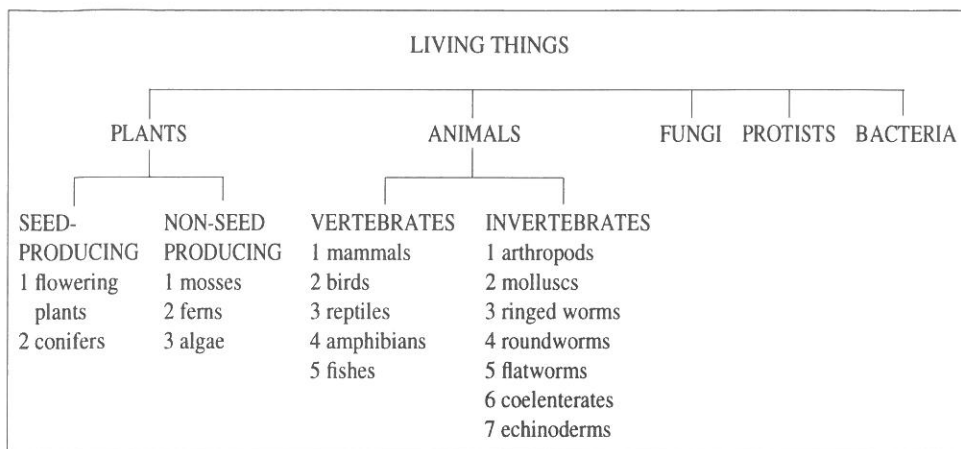 LIVING THINGS
PLANTS ANIMALS FUNGI PROTISTS BACTERIA
SEED-
PRODUCING
1 flowering
plants
2 conifers
NON-SEED
PRODUCING
1 mosses
2 ferns
3 algae
VERTEBRATES
1 mammals
2 birds
3 reptiles
4 amphibians
5 fishes
INVERTEBRATES
1 arthropods
2 molluscs
3 ringed worms
4 roundworms
5 flatworms
6 coelenterates
7 echinoderms